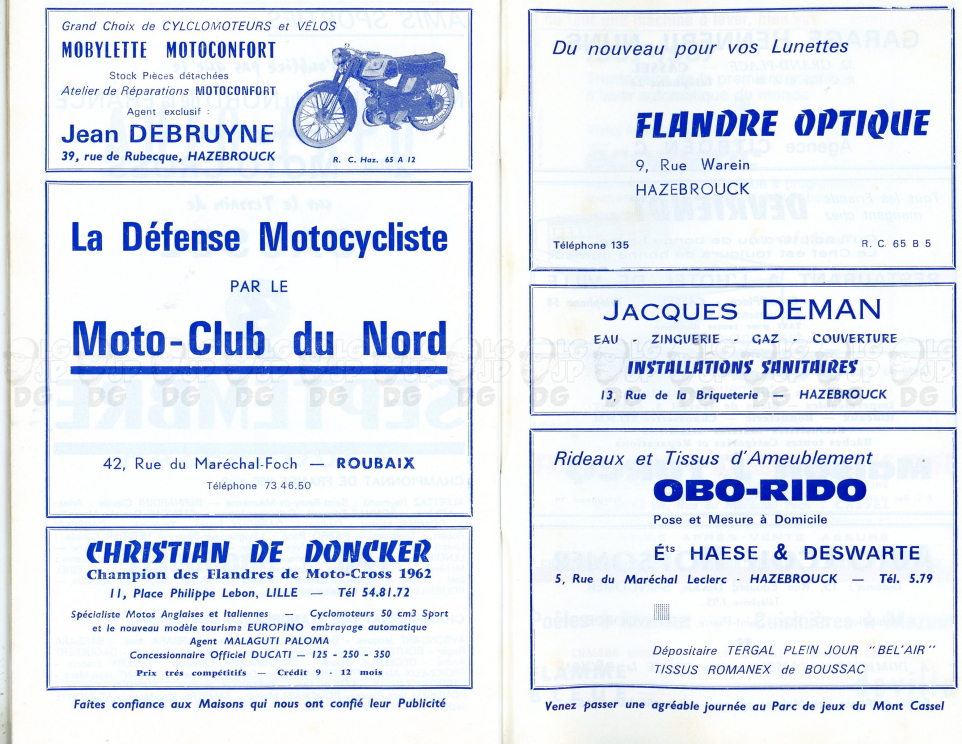 Grand Choix de CYLCLOMOTEURS et VÉLOS
MOBYLETTE MOTOCONFORT
Stock Pièces détachées
Atelier de Réparations MOTOCONFORT
Agent exclusif :
Jean DEBRUYNE
39, rue de Rubecque, HAZEBROUCK
R. C. Haz. 65 A 12
La Défense Motocycliste
PAR LE
Moto-Club du Nord
42, Rue du Maréchal-Foch — ROUBAIX
Téléphone 73 46.50
CHRISTIAN DE DONCKER
Champion des Flandres de Moto-Cross 1962
11, Place Philippe Lebon, LILLE — Tél 54.81.72
Spécialiste Motos Anglaises et Italiennes — Cyclomoteurs 50 cm3 Sport
et le nouveau modèle tourisme EUROPINO embrayage automatique
Agent MALAGUTI PALOMA
Concessionnaire Officiel DUCATI — 125 - 250 - 350
Prix trés compétitifs — Crédit 9 - 12 mois
Faites confiance aux Maisons qui nous ont confié leur Publicité
Du nouveau pour vos Lunettes
FLANDRE OPTIQUE
9, Rue Warein
HAZEBROUCK
Téléphone 135
R. C. 65 B 5
JACQUES DEMAN
EAU - ZINGUERIE - GAZ - COUVERTURE
INSTALLATIONS SANITAIRES
13, Rue de la Briqueterie — HAZEBROUCK
Rideaux et Tissus d'Ameublement
OBO-RIDO
Pose et Mesure à Domicile
Éts HAESE & DESWARTE
5, Rue du Maréchal Leclerc - HAZEBROUCK — Tél. 5.79
Dépositaire TERGAL PLEIN JOUR "BEL'AIR"
TISSUS ROMANEX de BOUSSAC
Venez passer une agréable journée au Parc de jeux du Mont Cassel
LG JP DG